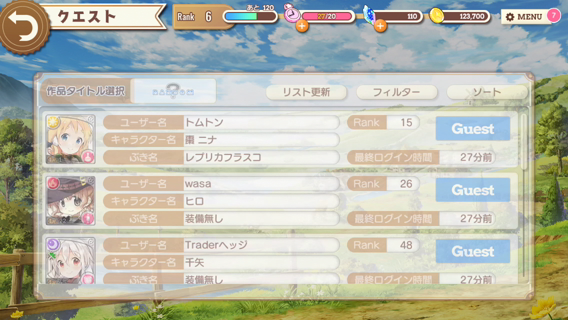 クエスト Rank 6 あと 120 27/20 110 123,700 MENU 7
作品タイトル選択 リスト更新 フィルター ソート
ユーザー名 トムトン Rank 15 Guest
キャラクター名 棗 ニナ
ぶき名 レプリカフラスコ 最終ログイン時間 27分前
ユーザー名 wasa Rank 26 Guest
キャラクター名 ヒロ
ぶき名 装備無し 最終ログイン時間 27分前
ユーザー名 Traderヘッジ Rank 48 Guest
キャラクター名 千矢
ぶき名 装備無し 最終ログイン時間 27分前